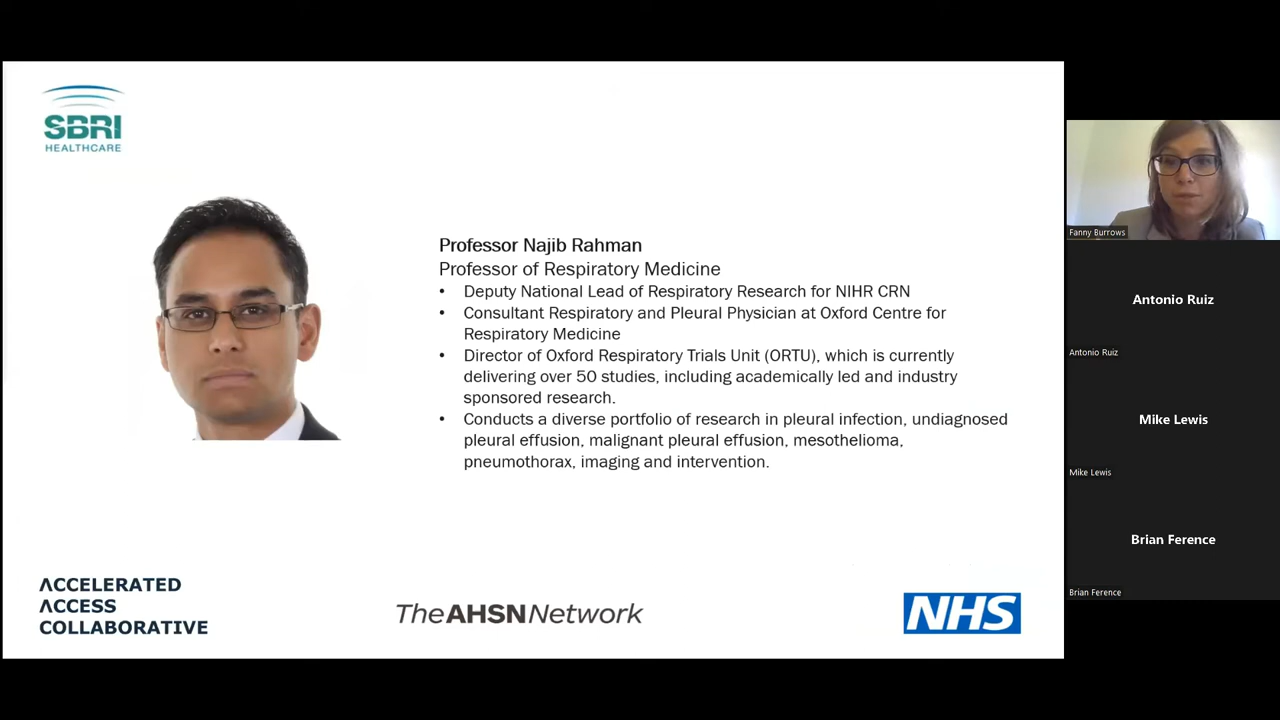 SBRI
HEALTHCARE
Professor Najib Rahman
Professor of Respiratory Medicine
• Deputy National Lead of Respiratory Research for NIHR CRN
• Consultant Respiratory and Pleural Physician at Oxford Centre for
Respiratory Medicine
• Director of Oxford Respiratory Trials Unit (ORTU), which is currently
delivering over 50 studies, including academically led and industry
sponsored research.
• Conducts a diverse portfolio of research in pleural infection, undiagnosed
pleural effusion, malignant pleural effusion, mesothelioma,
pneumothorax, imaging and intervention.
ACCELERATED
ACCESS
COLLABORATIVE
TheAHSNNetwork
NHS
Fanny Burrows
Antonio Ruiz
Antonio Ruiz
Mike Lewis
Mike Lewis
Brian Ference
Brian Ference